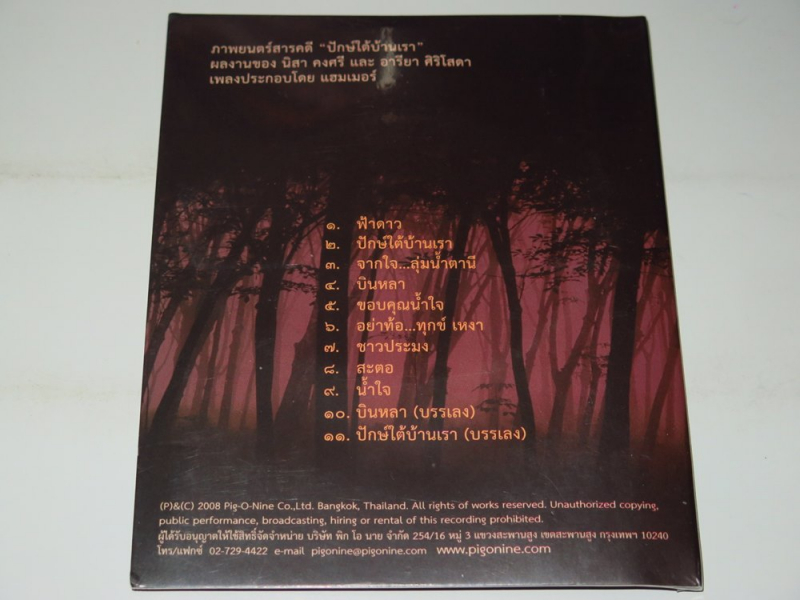 ภาพยนตร์สารคดี "ปักษ์ใต้บ้านเรา"
ผลงานของ นิสา คงศรี และ อารียา ศิริโสดา
เพลงประกอบโดย แฮมเมอร์
๑. ฟ้าดาว
๒. ปักษ์ใต้บ้านเรา
๓. จากใจ...ลุ่มน้ำตานี
๔. บินหลา
๕. ขอบคุณน้ำใจ
๖. อย่าท้อ...ทุกข์ เหงา
๗. ชาวประมง
๘. สะตอ
๙. น้ำใจ
๑๐. บินหลา (บรรเลง)
๑๑. ปักษ์ใต้บ้านเรา (บรรเลง)
(P)&(C) 2008 Pig-O-Nine Co.,Ltd. Bangkok, Thailand. All rights of works reserved. Unauthorized copying,
public performance, broadcasting, hiring or rental of this recording prohibited.
ผู้ได้รับอนุญาตให้ใช้สิทธิ์จัดจำหน่าย บริษัท พิก โอ นาย จำกัด 254/16 หมู่ 3 แขวงสะพานสูง เขตสะพานสูง กรุงเทพฯ 10240
โทร/แฟกซ์ 02-729-4422 e-mail pigonine@pigonine.com www.pigonine.com